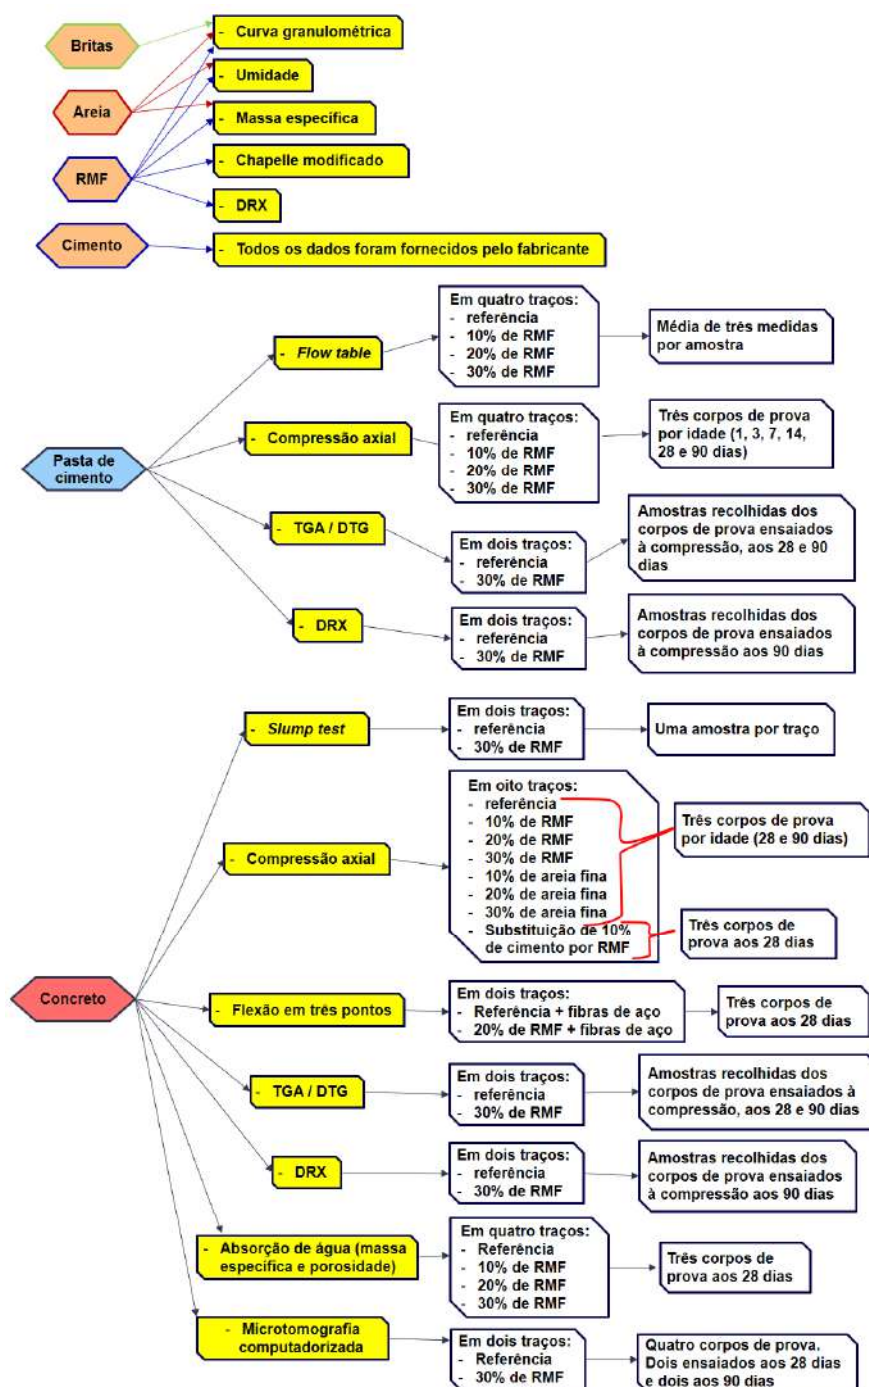 Britas
- Curva granulométrica
- Umidade
Areia
- Massa específica
RMF
- Chapelle modificado
- DRX
Cimento
- Todos os dados foram fornecidos pelo fabricante
Pasta de
cimento
- Flow table
Em quatro traços:
- referência
- 10% de RMF
- 20% de RMF
- 30% de RMF
Média de três medidas
por amostra
- Compressão axial
Em quatro traços:
- referência
- 10% de RMF
- 20% de RMF
- 30% de RMF
Três corpos de prova
por idade (1, 3, 7, 14,
28 e 90 dias)
- TGA / DTG
Em dois traços:
- referência
- 30% de RMF
Amostras recolhidas dos
corpos de prova ensaiados
à compressão, aos 28 e 90
dias
- DRX
Em dois traços:
- referência
- 30% de RMF
Amostras recolhidas dos
corpos de prova ensaiados
à compressão aos 90 dias
Concreto
- Slump test
Em dois traços:
- referência
- 30% de RMF
Uma amostra por traço
- Compressão axial
Em oito traços:
- referência
- 10% de RMF
- 20% de RMF
- 30% de RMF
- 10% de areia fina
- 20% de areia fina
- 30% de areia fina
- Substituição de 10%
de cimento por RMF
Três corpos de prova
por idade (28 e 90 dias)
Três corpos de
prova aos 28 dias
- Flexão em três pontos
Em dois traços:
- Referência + fibras de aço
- 20% de RMF + fibras de aço
Três corpos de
prova aos 28 dias
- TGA / DTG
Em dois traços:
- referência
- 30% de RMF
Amostras recolhidas dos
corpos de prova ensaiados à
compressão, aos 28 e 90 dias
- DRX
Em dois traços:
- referência
- 30% de RMF
Amostras recolhidas dos
corpos de prova ensaiados
à compressão aos 90 dias
- Absorção de água (massa
específica e porosidade)
Em quatro traços:
- Referência
- 10% de RMF
- 20% de RMF
- 30% de RMF
Três corpos de
prova aos 28 dias
- Microtomografia
computadorizada
Em dois traços:
- Referência
- 30% de RMF
Quatro corpos de prova.
Dois ensaiados aos 28 dias
e dois aos 90 dias